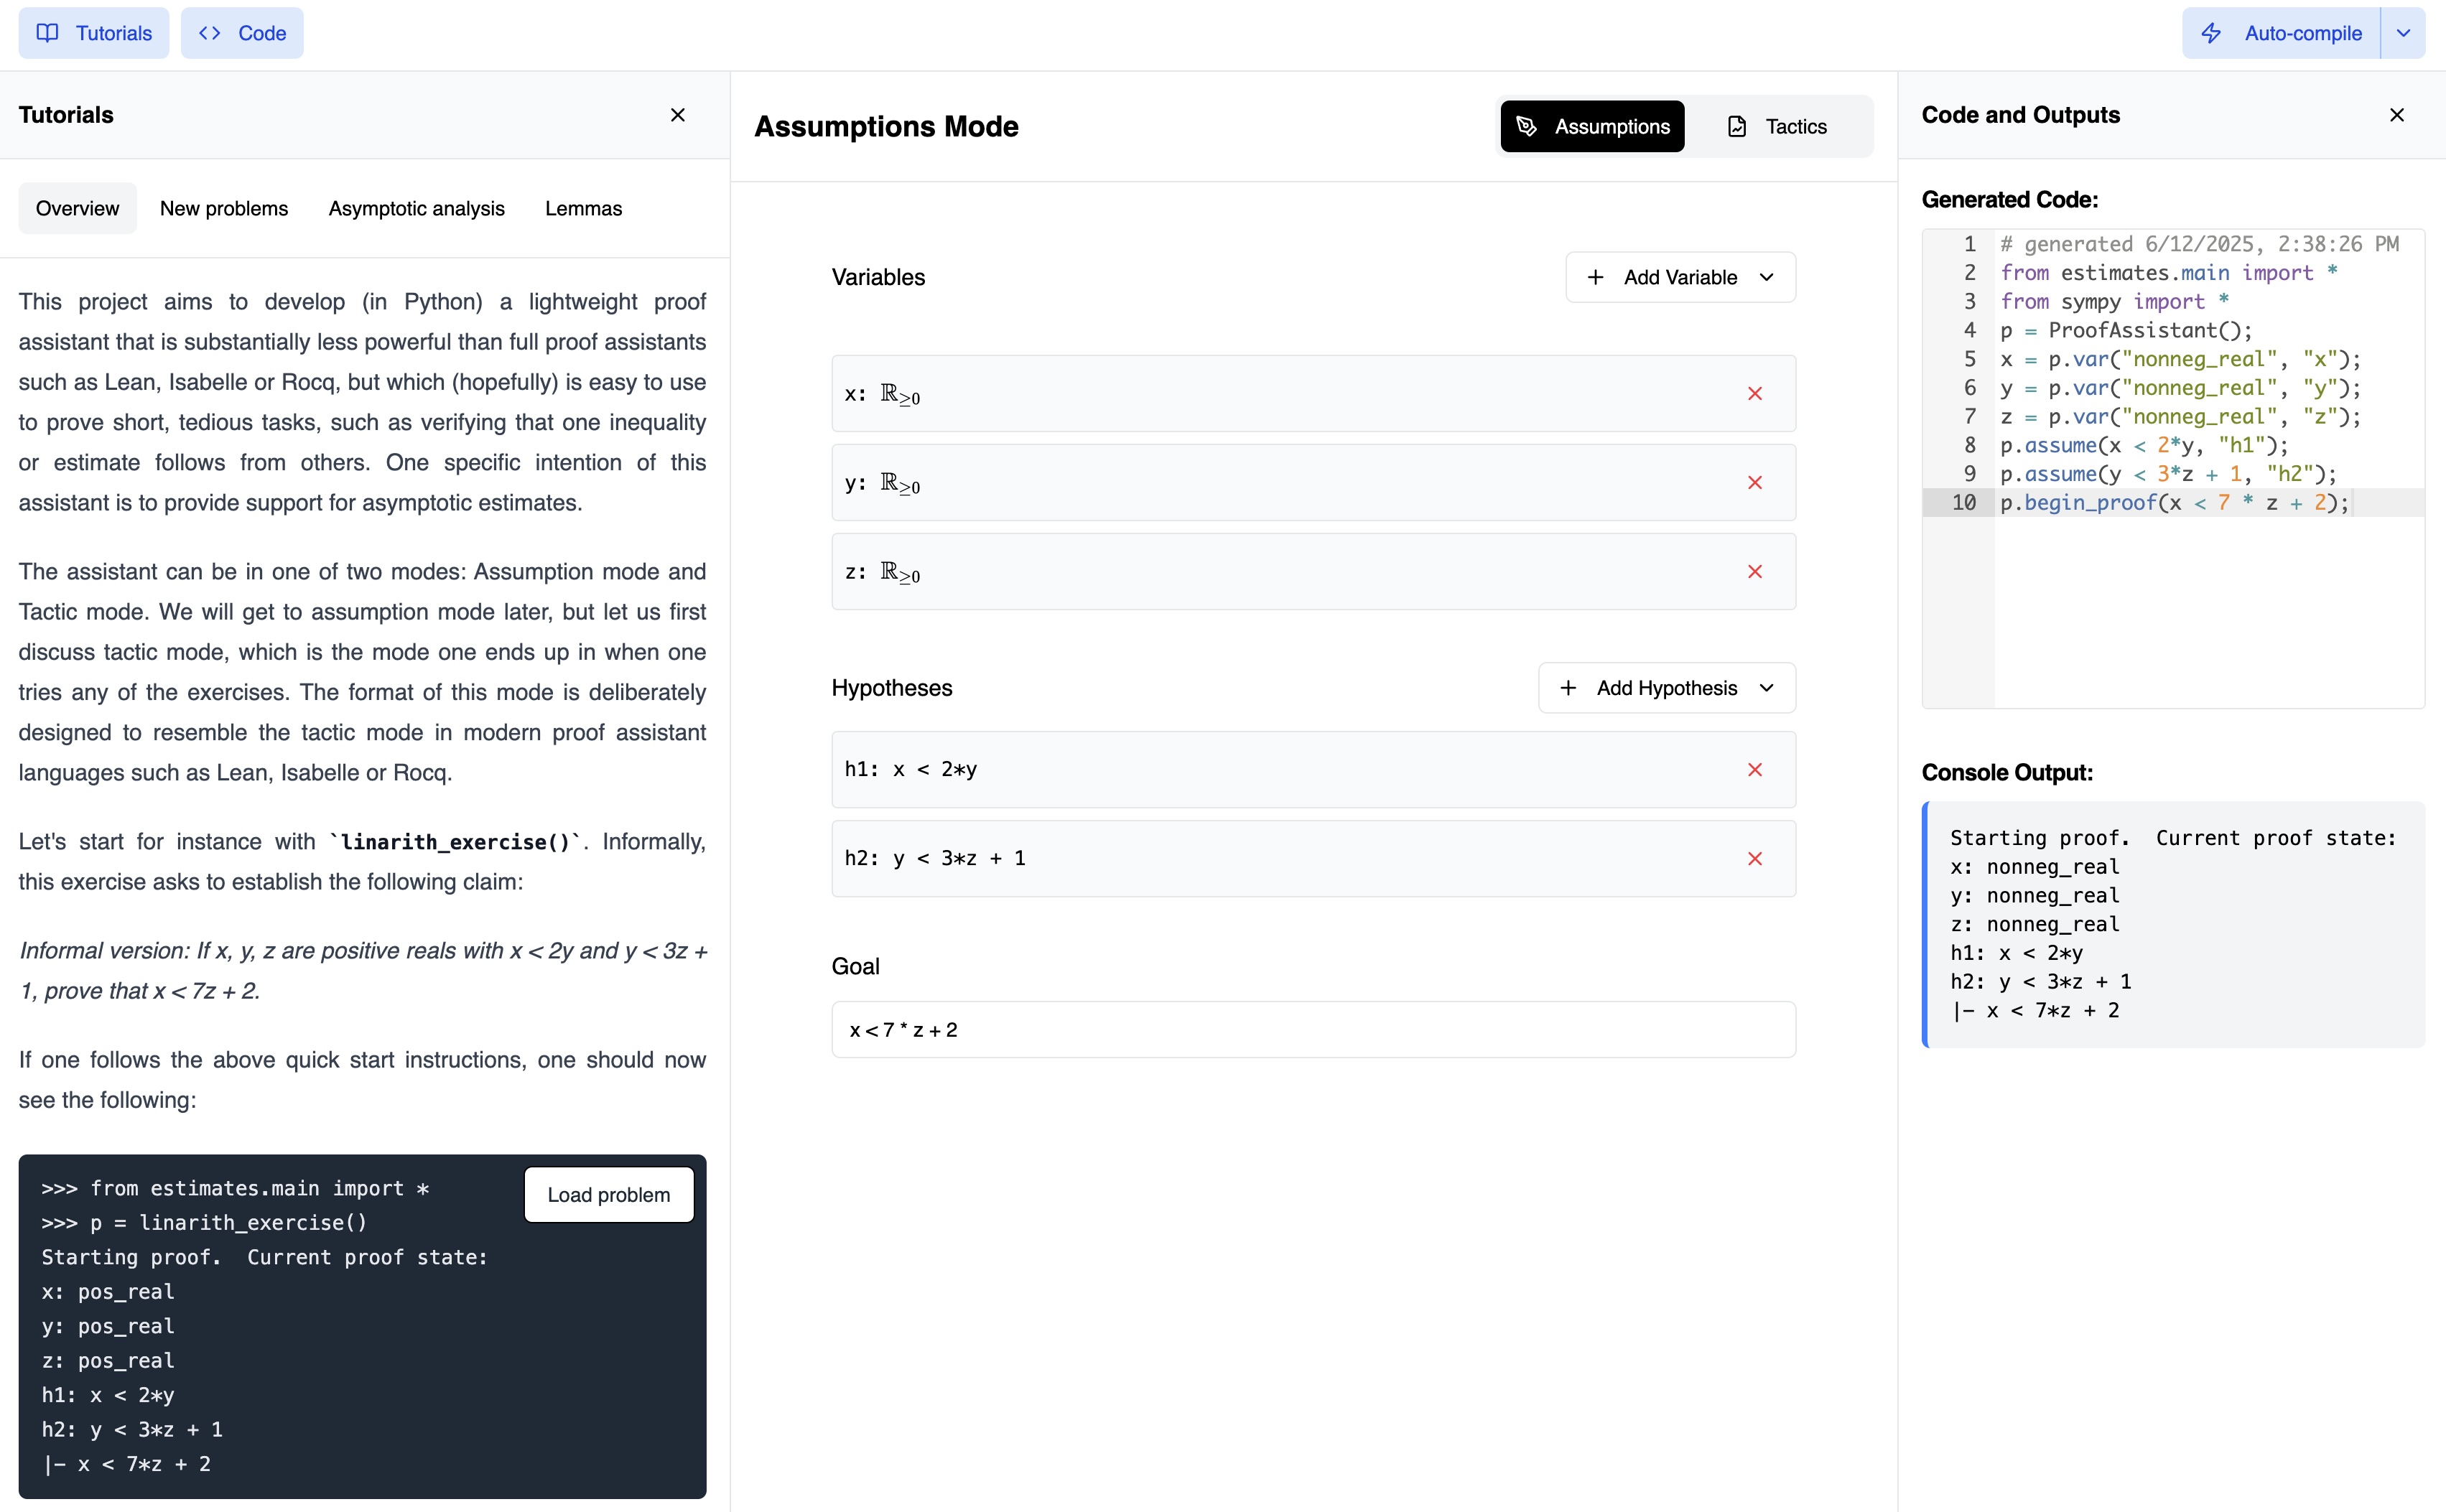 Tutorials
Code
Auto-compile
Tutorials
Overview
New problems
Asymptotic analysis
Lemmas
This project aims to develop (in Python) a lightweight proof
assistant that is substantially less powerful than full proof assistants
such as Lean, Isabelle or Rocq, but which (hopefully) is easy to use
to prove short, tedious tasks, such as verifying that one inequality
or estimate follows from others. One specific intention of this
assistant is to provide support for asymptotic estimates.
The assistant can be in one of two modes: Assumption mode and
Tactic mode. We will get to assumption mode later, but let us first
discuss tactic mode, which is the mode one ends up in when one
tries any of the exercises. The format of this mode is deliberately
designed to resemble the tactic mode in modern proof assistant
languages such as Lean, Isabelle or Rocq.
Let's start for instance with `linarith_exercise()`. Informally,
this exercise asks to establish the following claim:
Informal version: If x, y, z are positive reals with x < 2y and y < 3z +
1, prove that x < 7z + 2.
If one follows the above quick start instructions, one should now
see the following:
Load problem
>>> from estimates.main import *
>>> p = linarith_exercise()
Starting proof.  Current proof state:
x: pos_real
y: pos_real
z: pos_real
h1: x < 2*y
h2: y < 3*z + 1
|- x < 7*z + 2
Assumptions Mode
Assumptions
Tactics
Variables
Add Variable
x: ℝ≥0
y: ℝ≥0
z: ℝ≥0
Hypotheses
Add Hypothesis
h1: x < 2*y
h2: y < 3*z + 1
Goal
x < 7 * z + 2
Code and Outputs
Generated Code:
1 # generated 6/12/2025, 2:38:26 PM
2 from estimates.main import *
3 from sympy import *
4 p = ProofAssistant();
5 x = p.var("nonneg_real", "x");
6 y = p.var("nonneg_real", "y");
7 z = p.var("nonneg_real", "z");
8 p.assume(x < 2*y, "h1");
9 p.assume(y < 3*z + 1, "h2");
10 p.begin_proof(x < 7 * z + 2);
Console Output:
Starting proof.  Current proof state:
x: nonneg_real
y: nonneg_real
z: nonneg_real
h1: x < 2*y
h2: y < 3*z + 1
|- x < 7*z + 2